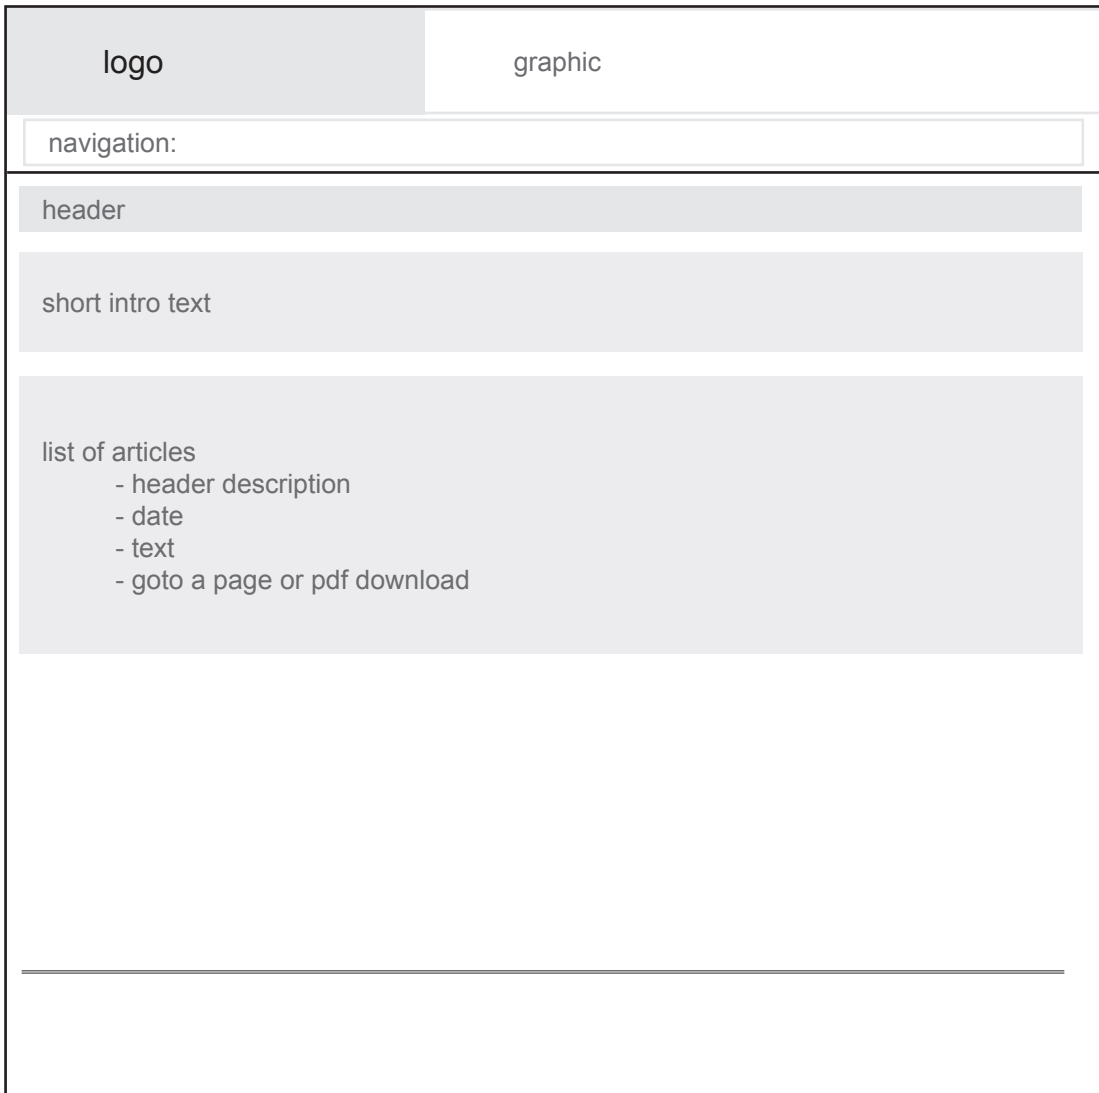 logo
graphic
navigation:
header
short intro text
list of articles
- header description
- date
- text
- goto a page or pdf download